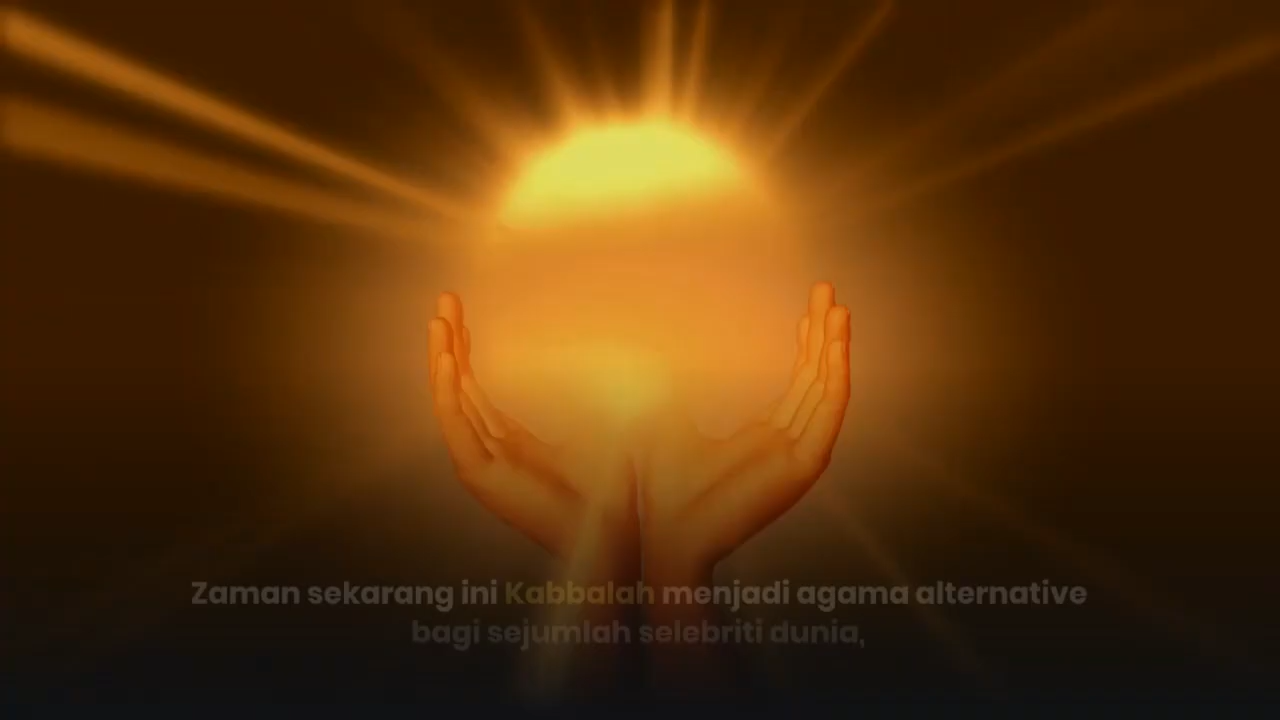 Zaman sekarang ini Kabbalah menjadi agama alternative
bagi sejumlah selebriti dunia,